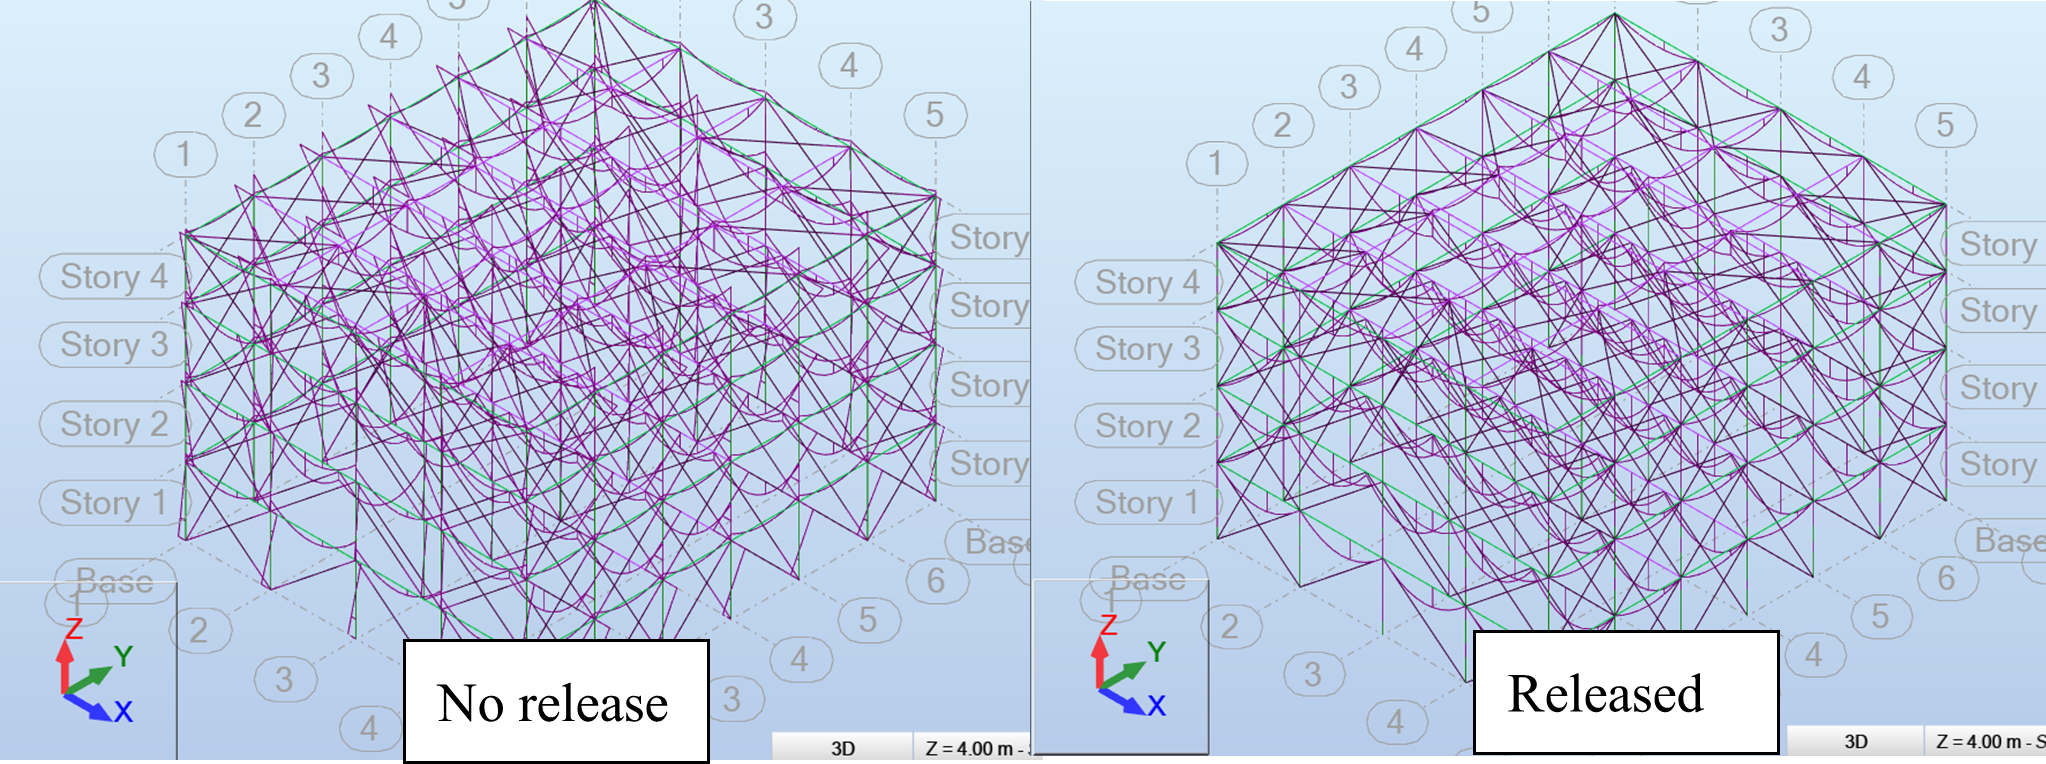 5
3
4
4
3
2
5
1
Story
Story 4
Story
Story 3
Story
Story 2
Story
Story 1
Base
Base
1
6
2
5
Z
Y
X
4
3
3
4
No release
3D
Z = 4.00 m -
5
3
4
4
3
2
5
1
Story
Story 4
Story
Story 3
Story
Story 2
Story
Story 1
Base
Base
1
6
2
5
Z
Y
X
4
3
4
Released
3D
Z = 4.00 m - S